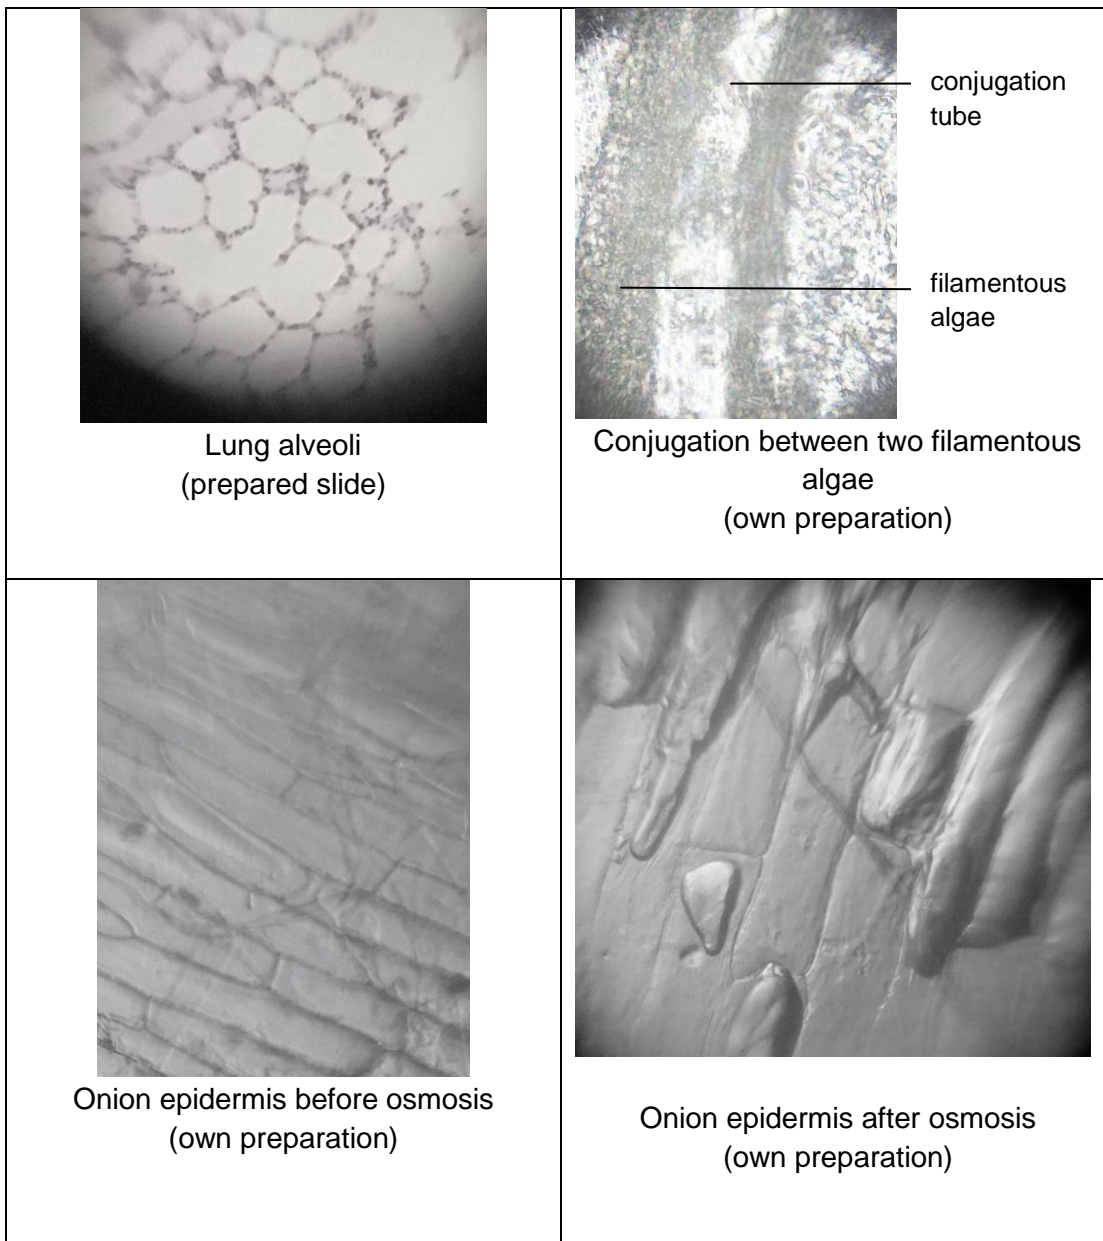 Lung alveoli
(prepared slide)
conjugation
tube
filamentous
algae
Conjugation between two filamentous
algae
(own preparation)
Onion epidermis before osmosis
(own preparation)
Onion epidermis after osmosis
(own preparation)